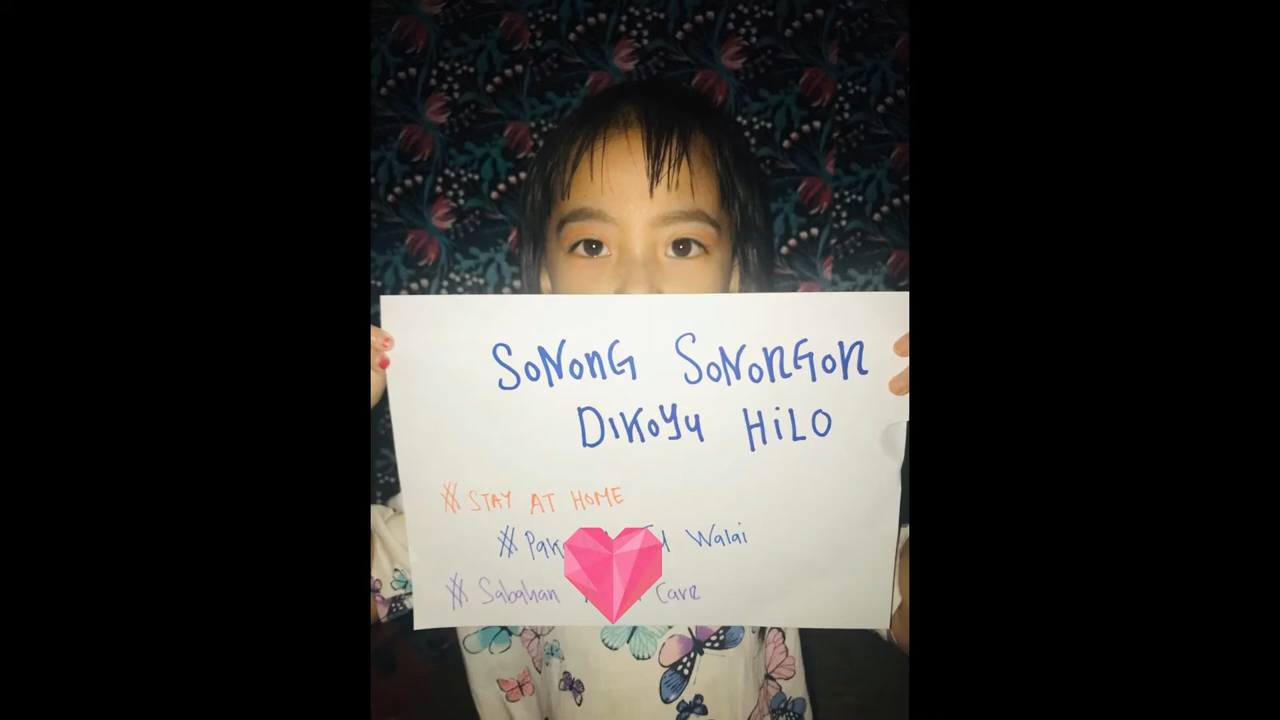 SoNonG SoNonGon
DIKoyu HiLO
#STAY AT HOME
# Walai
# Sabahan Care